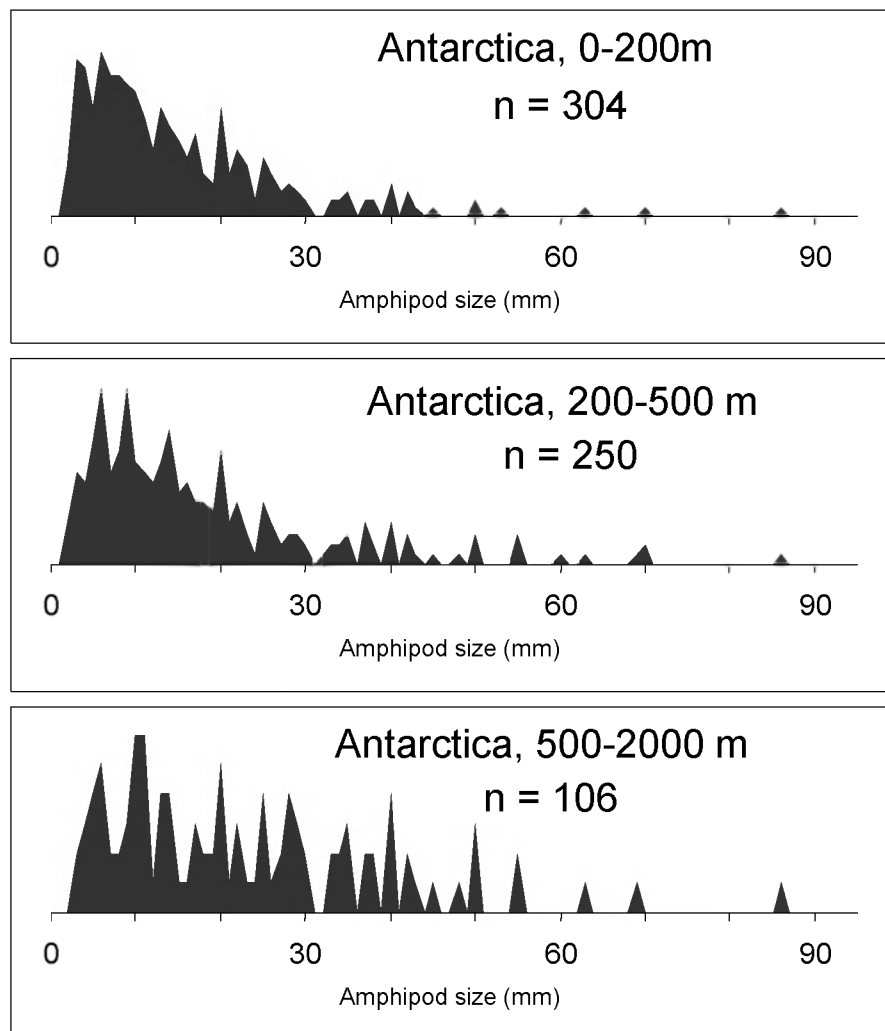 Antarctica, 0-200m
n = 304
0 30 60 90
Amphipod size (mm)
Antarctica, 200-500 m
n = 250
0 30 60 90
Amphipod size (mm)
Antarctica, 500-2000 m
n = 106
0 30 60 90
Amphipod size (mm)